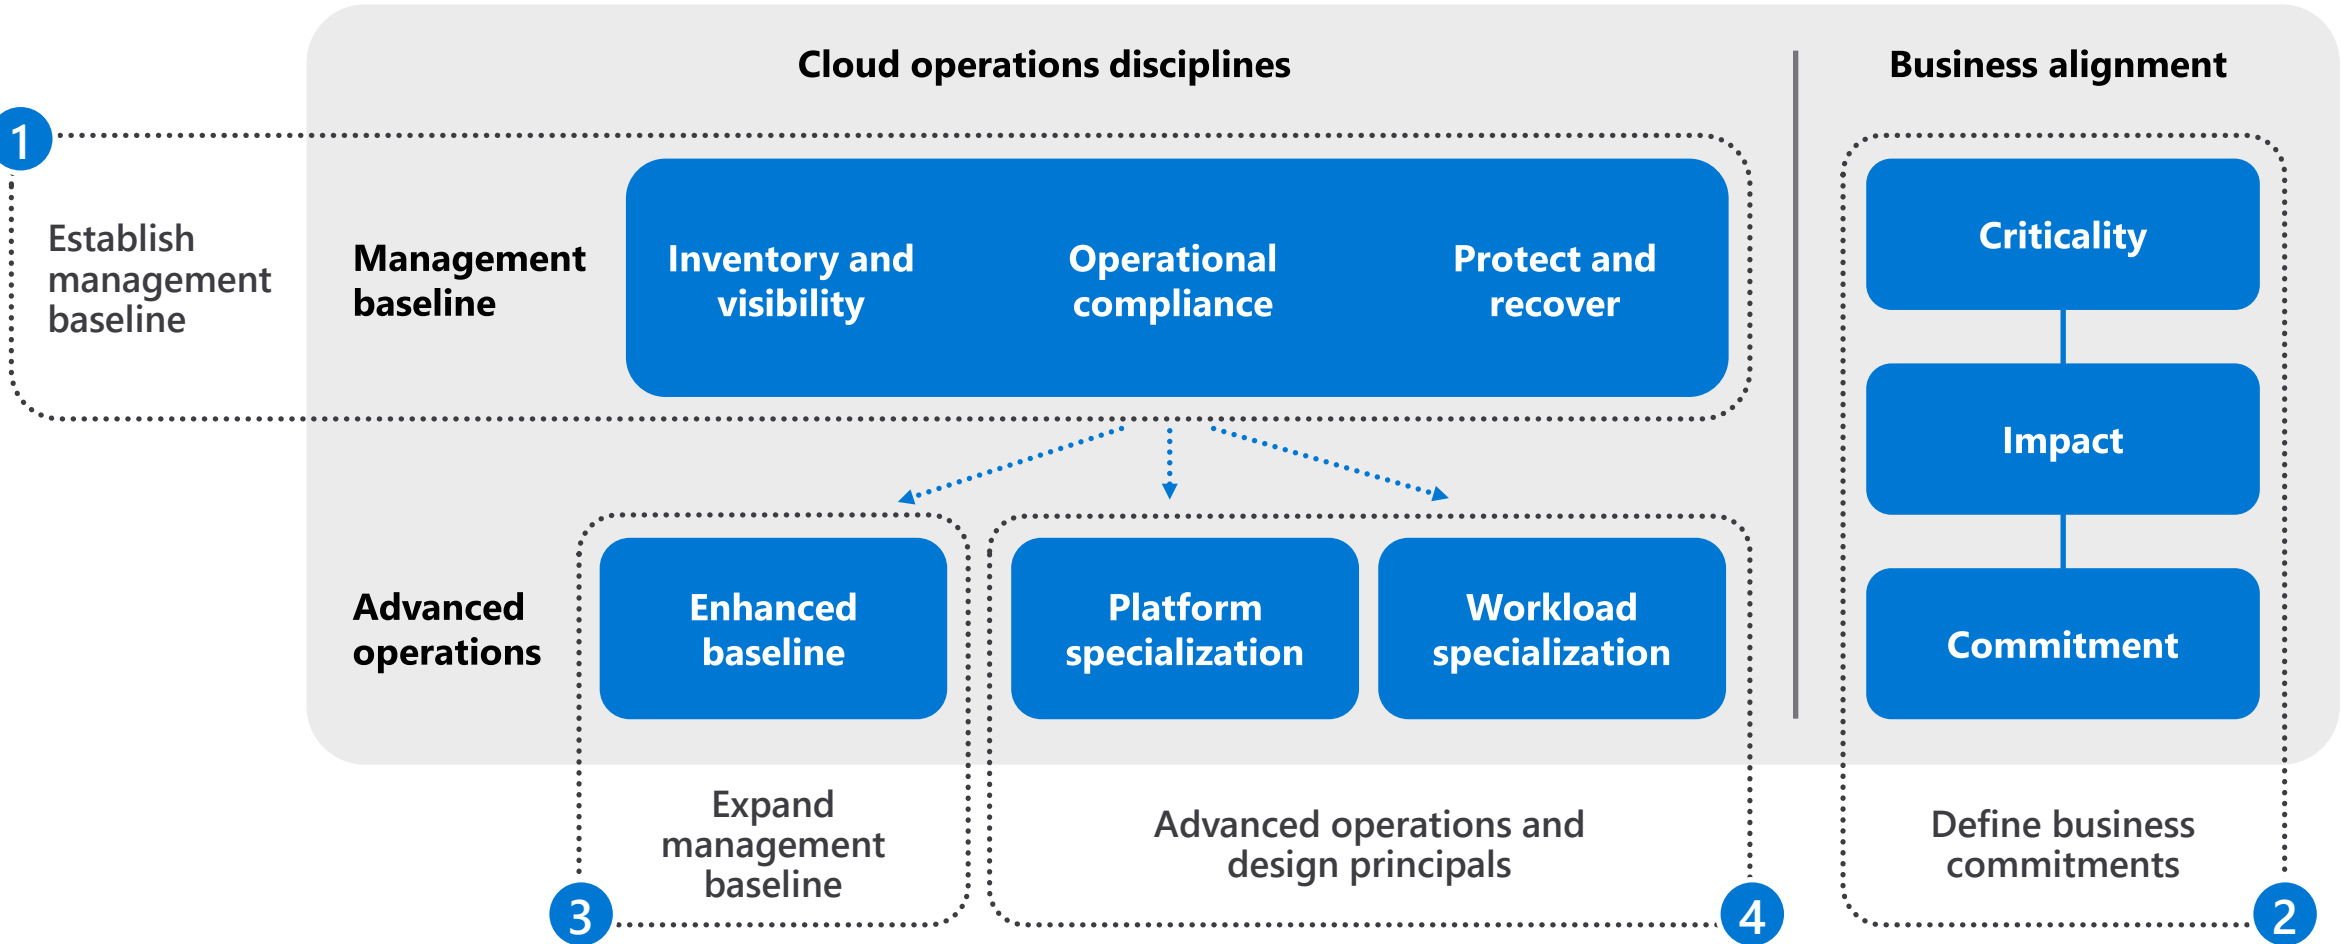 Cloud operations disciplines
Business alignment
1
Establish
management
baseline
Management
baseline
Inventory and
visibility
Operational
compliance
Protect and
recover
Criticality
Impact
Commitment
Advanced
operations
Enhanced
baseline
Platform
specialization
Workload
specialization
Expand
management
baseline
3
Advanced operations and
design principals
4
Define business
commitments
2